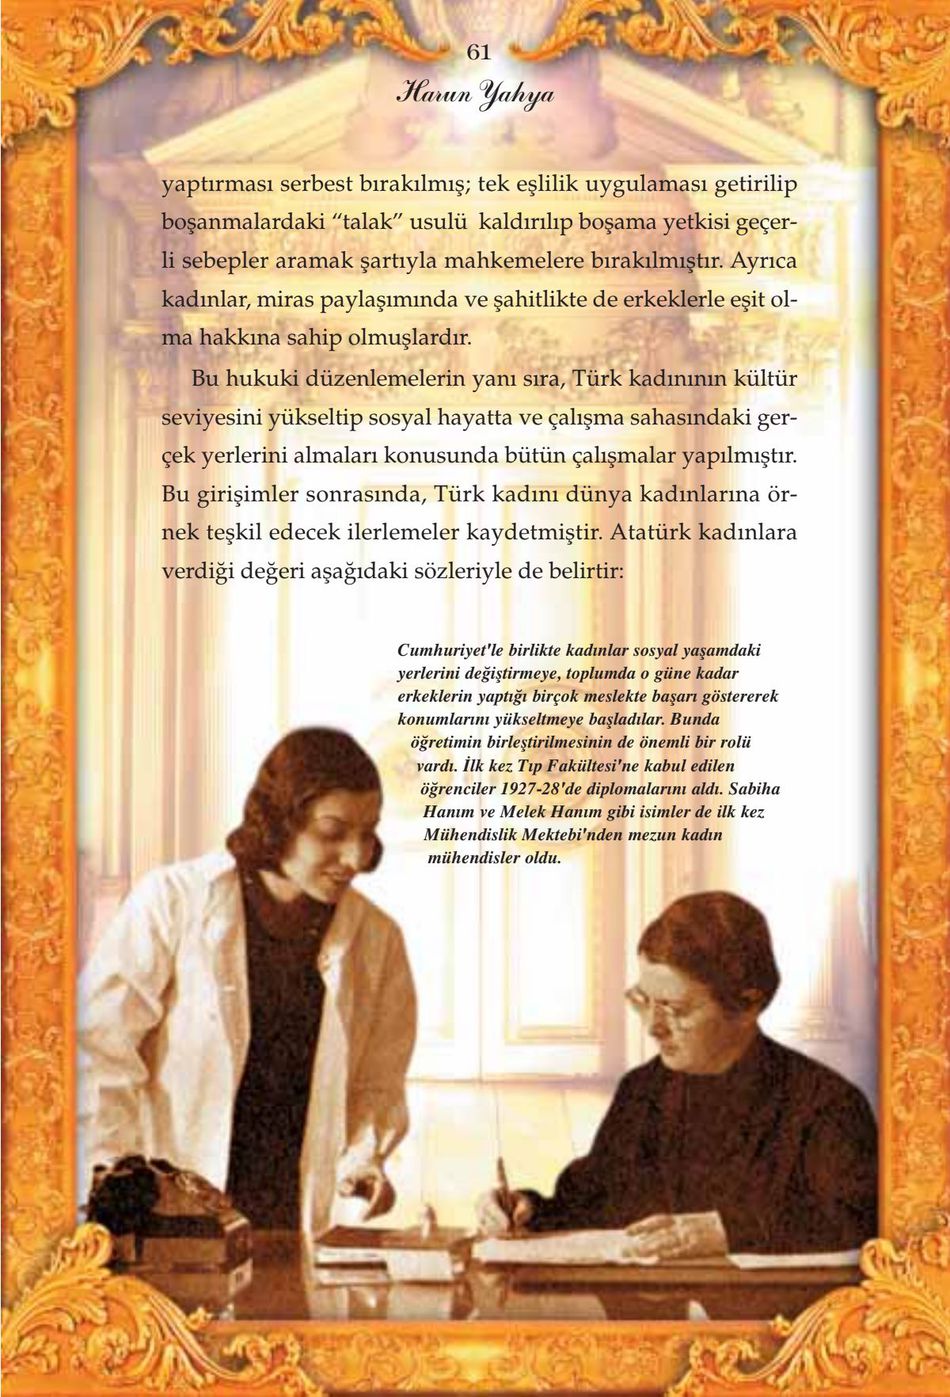 61
Harun Yahya
yaptırması serbest bırakılmış; tek eşlilik uygulaması getirilip
boşanmalardaki “talak” usulü kaldırılıp boşama yetkisi geçer-
li sebepler aramak şartıyla mahkemelere bırakılmıştır. Ayrıca
kadınlar, miras paylaşımında ve şahitlikte de erkeklerle eşit ol-
ma hakkına sahip olmuşlardır.
Bu hukuki düzenlemelerin yanı sıra, Türk kadınının kültür
seviyesini yükseltip sosyal hayatta ve çalışma sahasındaki ger-
çek yerlerini almaları konusunda bütün çalışmalar yapılmıştır.
Bu girişimler sonrasında, Türk kadını dünya kadınlarına ör-
nek teşkil edecek ilerlemeler kaydetmiştir. Atatürk kadınlara
verdiği değeri aşağıdaki sözleriyle de belirtir:
Cumhuriyet'le birlikte kadınlar sosyal yaşamdaki
yerlerini değiştirmeye, toplumda o güne kadar
erkeklerin yaptığı birçok meslekte başarı göstererek
konumlarını yükseltmeye başladılar. Bunda
öğretimin birleştirilmesinin de önemli bir rolü
vardı. İlk kez Tıp Fakültesi'ne kabul edilen
öğrenciler 1927-28'de diplomalarını aldı. Sabiha
Hanım ve Melek Hanım gibi isimler de ilk kez
Mühendislik Mektebi'nden mezun kadın
mühendisler oldu.